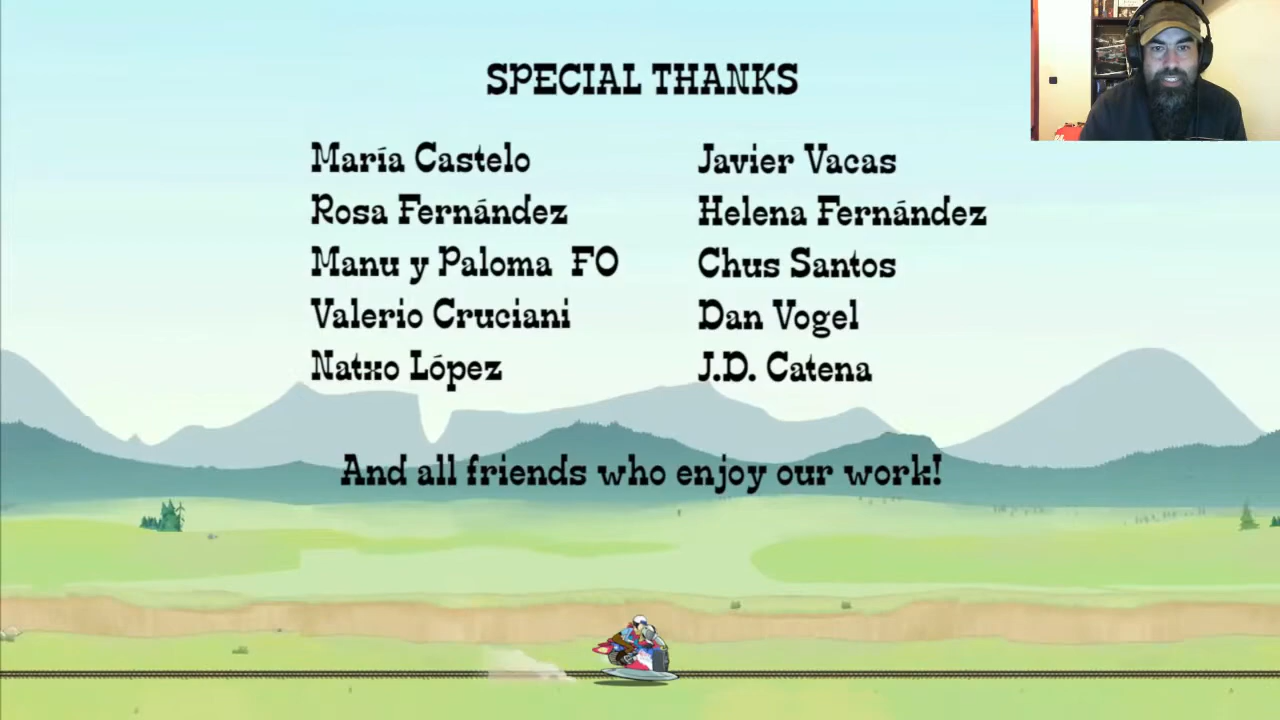 SPECIAL THANKS
María Castelo
Javier Vacas
Rosa Fernández
Helena Fernández
Manu y Paloma FO
Chus Santos
Valerio Cruciani
Dan Vogel
Natxo López
J.D. Catena
And all friends who enjoy our work!